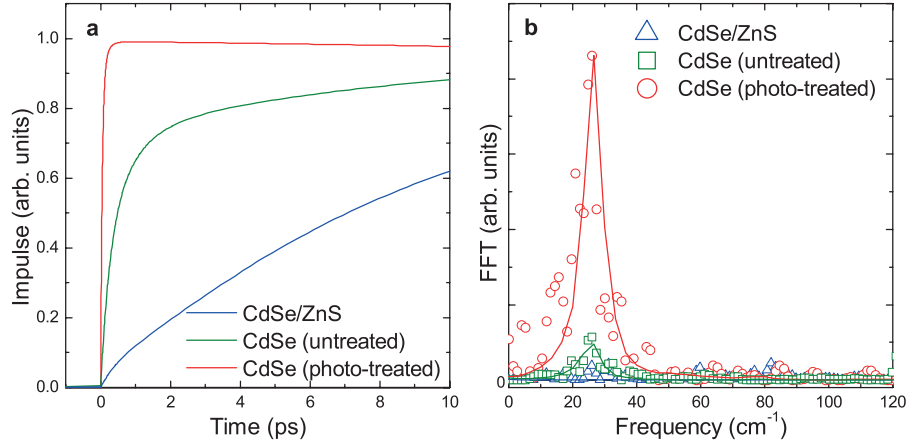 a
Impulse (arb. units)
1.0
0.8
0.6
0.4
0.2
0.0
CdSe/ZnS
CdSe (untreated)
CdSe (photo-treated)
0 2 4 6 8 10
Time (ps)
b
FFT (arb. units)
CdSe/ZnS
CdSe (untreated)
CdSe (photo-treated)
0
0 20 40 60 80 100 120
Frequency (cm-1)